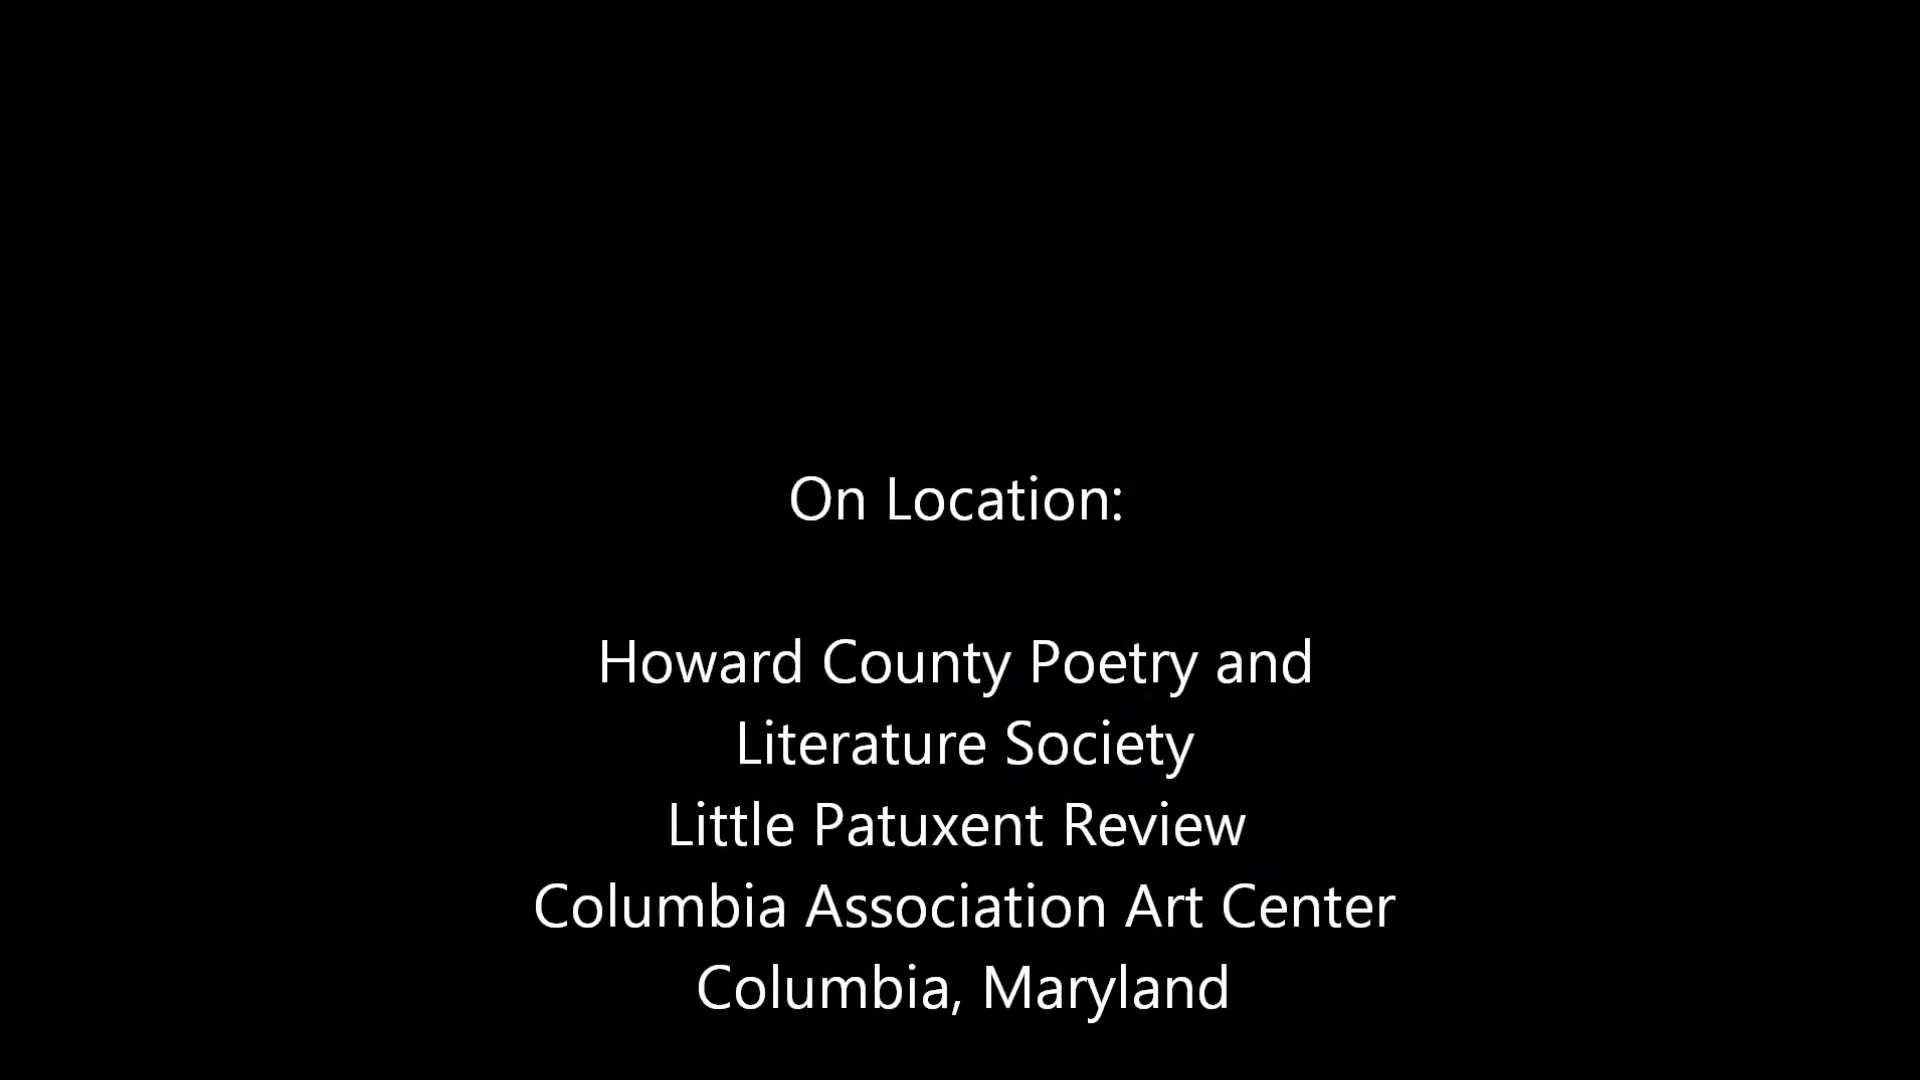 On Location:
Howard County Poetry and
Literature Society
Little Patuxent Review
Columbia Association Art Center
Columbia, Maryland